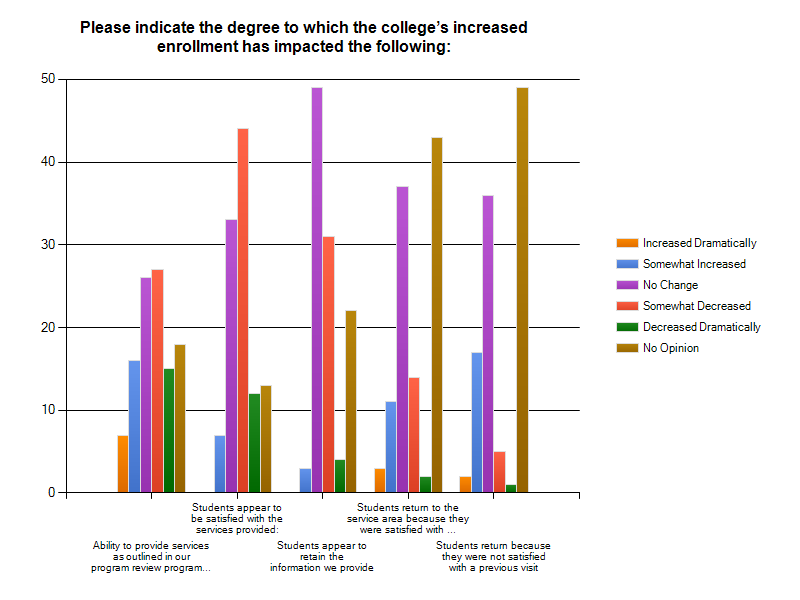 Please indicate the degree to which the college’s increased
enrollment has impacted the following:
50
40
30
20
10
0
Increased Dramatically
Somewhat Increased
No Change
Somewhat Decreased
Decreased Dramatically
No Opinion
Ability to provide services
as outlined in our
program review program...
Students appear to
be satisfied with the
services provided:
Students appear to
retain the
information we provide
Students return to the
service area because they
were satisfied with ...
Students return because
they were not satisfied
with a previous visit